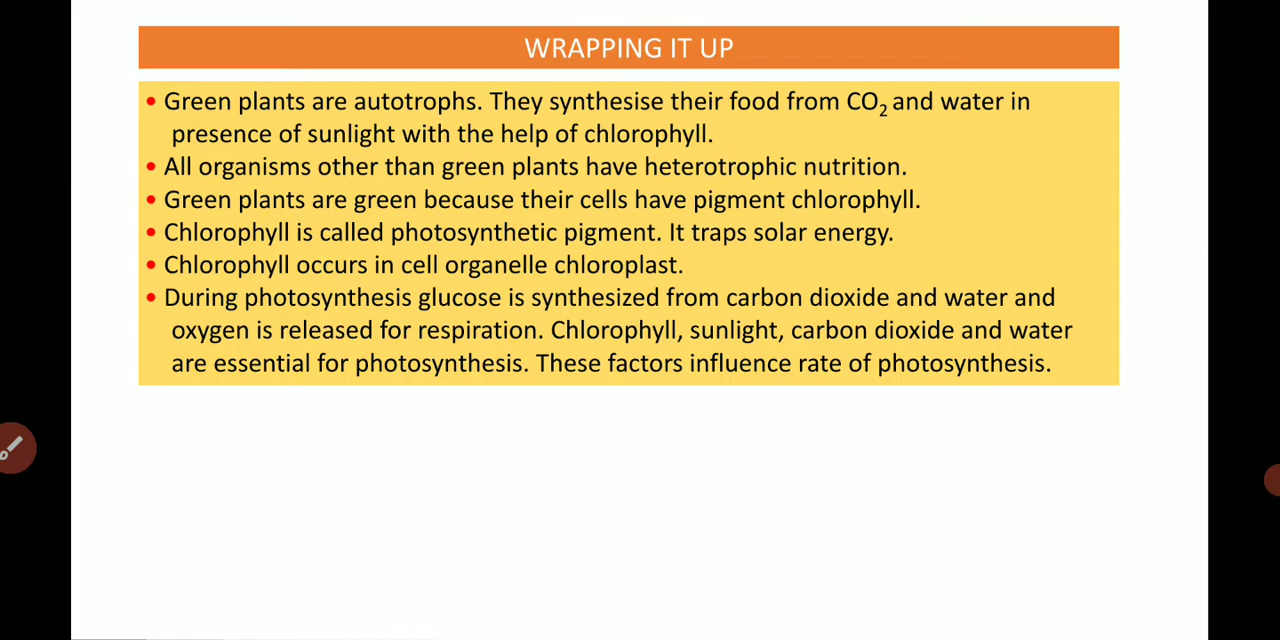 WRAPPING IT UP
• Green plants are autotrophs. They synthesise their food from CO₂ and water in
presence of sunlight with the help of chlorophyll.
• All organisms other than green plants have heterotrophic nutrition.
• Green plants are green because their cells have pigment chlorophyll.
• Chlorophyll is called photosynthetic pigment. It traps solar energy.
• Chlorophyll occurs in cell organelle chloroplast.
• During photosynthesis glucose is synthesized from carbon dioxide and water and
oxygen is released for respiration. Chlorophyll, sunlight, carbon dioxide and water
are essential for photosynthesis. These factors influence rate of photosynthesis.